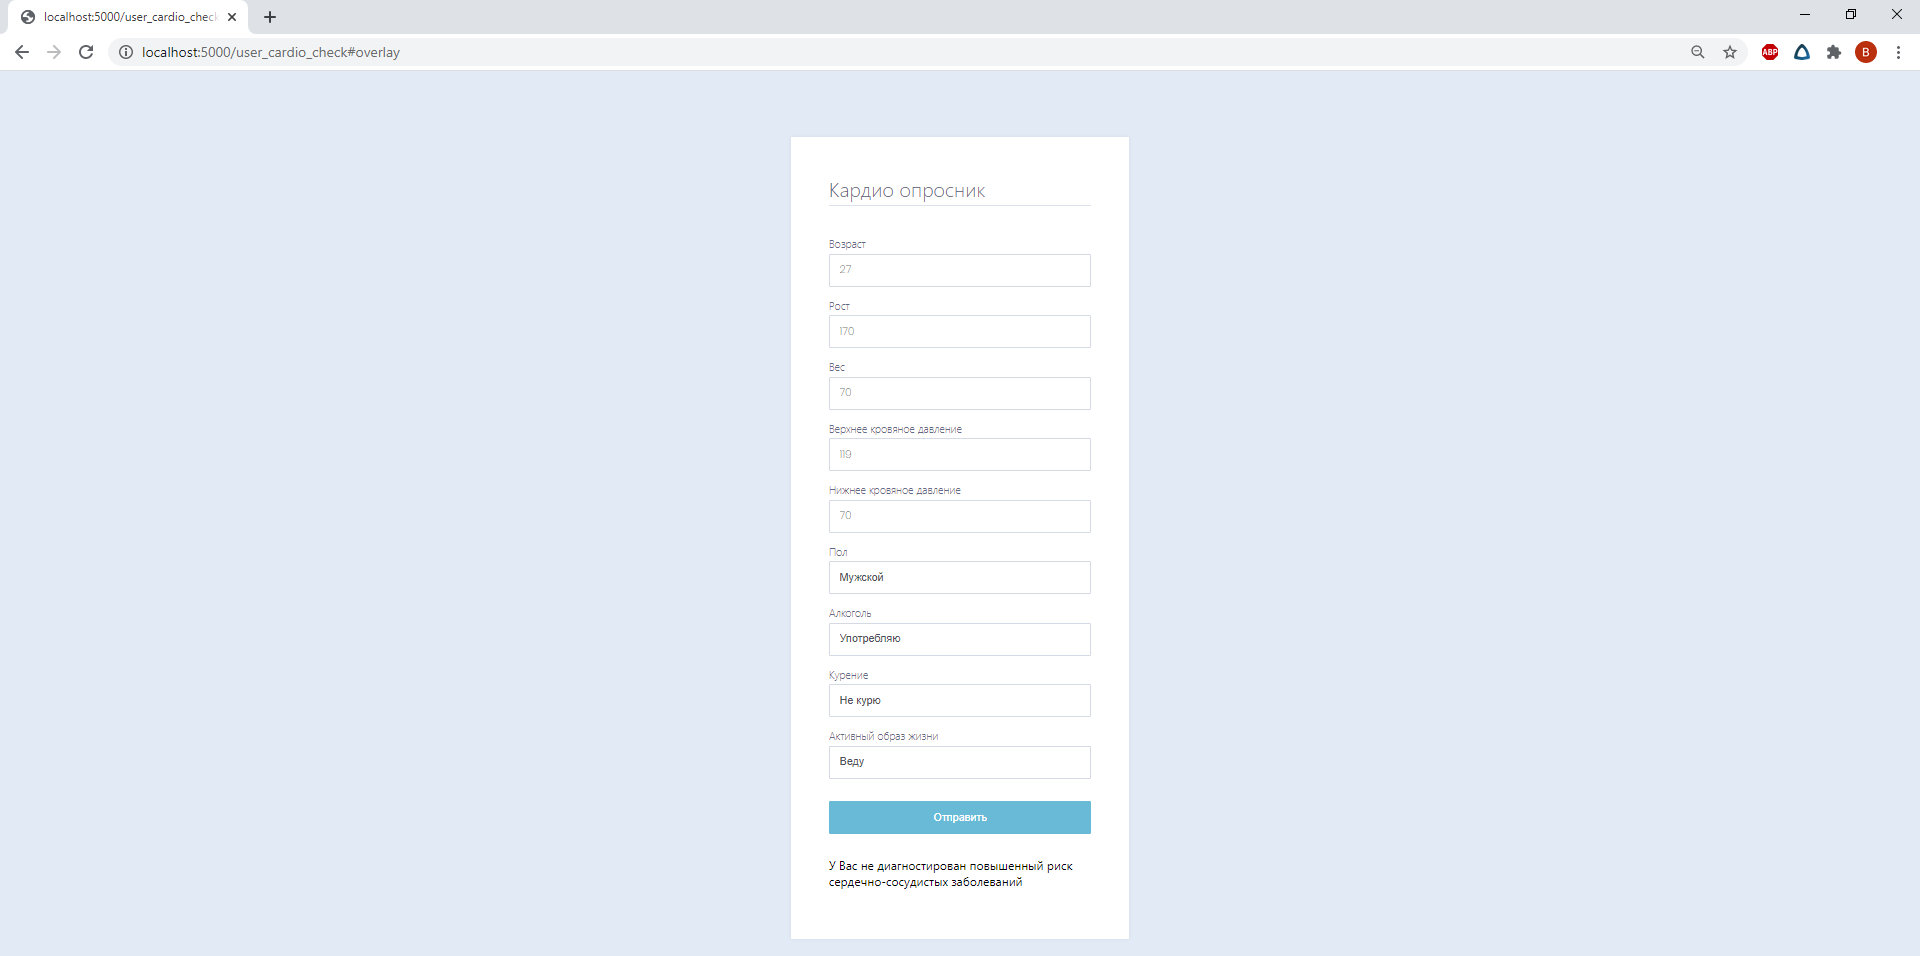 localhost:5000/user_cardio_check
localhost:5000/user_cardio_check#overlay
ABP
B
Кардио опросник
Возраст
27
Рост
170
Вес
70
Верхнее кровяное давление
119
Нижнее кровяное давление
70
Пол
Мужской
Алкоголь
Употребляю
Курение
Не курю
Активный образ жизни
Веду
Отправить
У Вас не диагностирован повышенный риск
сердечно-сосудистых заболеваний